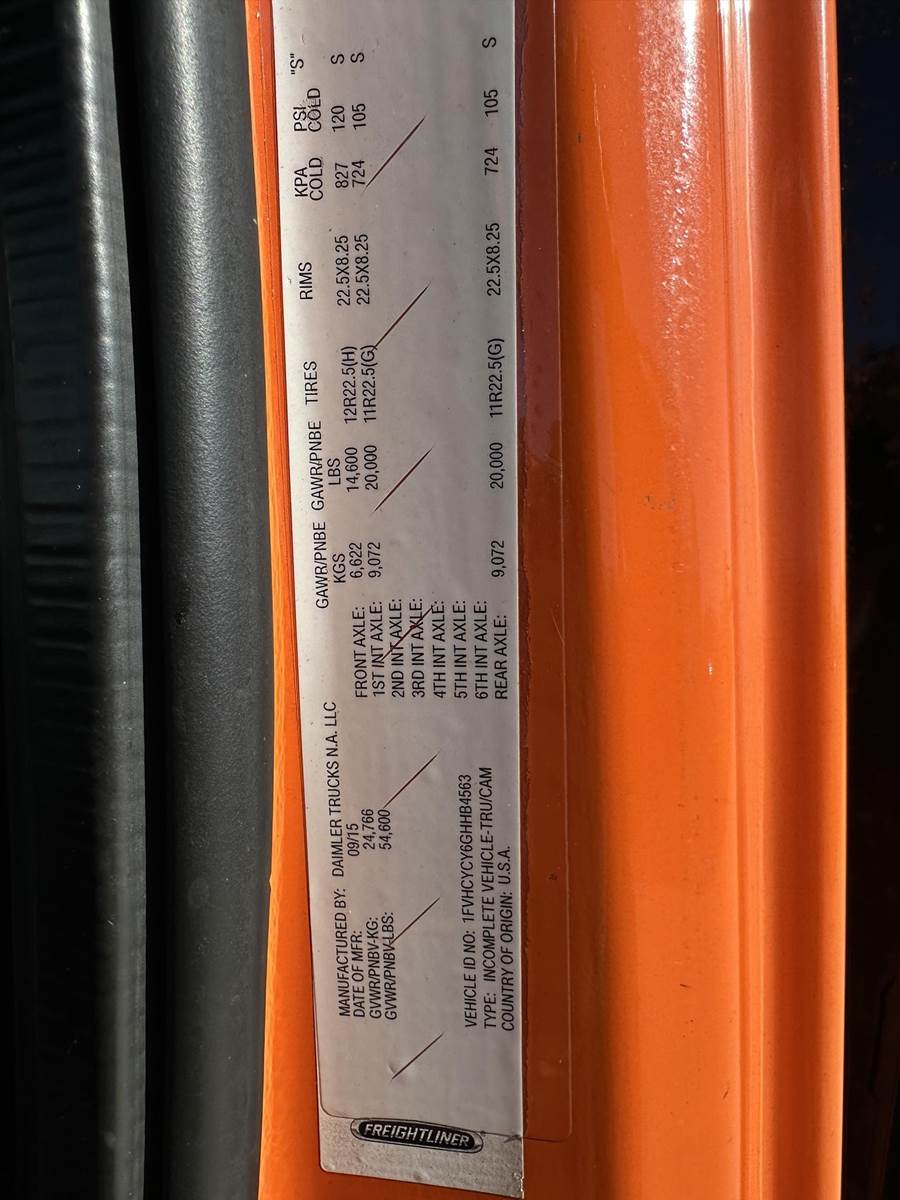 FREIGHTLINER
MANUFACTURED BY: DAIMLER TRUCKS N.A. LLC
DATE OF MFR: 09/15
GVWR/PNBV-KG: 24,766
GVWR/PNBV-LBS: 54,600
VEHICLE ID NO: 1FVHCYCY6GHHB4563
TYPE: INCOMPLETE VEHICLE-TRU/CAM
COUNTRY OF ORIGIN: U.S.A.
GAWR/PNBE GAWR/PNBE TIRES RIMS KPA PSI "S"
KGS LBS COLD COLD
FRONT AXLE: 6,622 14,600 12R22.5(H) 22.5X8.25 827 120 S
1ST INT AXLE: 9,072 20,000 11R22.5(G) 22.5X8.25 724 105 S
2ND INT AXLE:
3RD INT AXLE:
4TH INT AXLE:
5TH INT AXLE:
6TH INT AXLE:
REAR AXLE: 9,072 20,000 11R22.5(G) 22.5X8.25 724 105 S